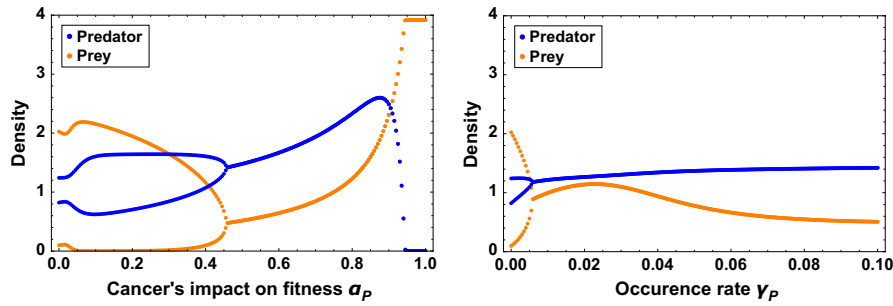 Predator
Prey
Density
4
3
2
1
0
0.0 0.2 0.4 0.6 0.8 1.0
Cancer's impact on fitness a_P
Predator
Prey
Density
4
3
2
1
0
0.00 0.02 0.04 0.06 0.08 0.10
Occurence rate γ_P